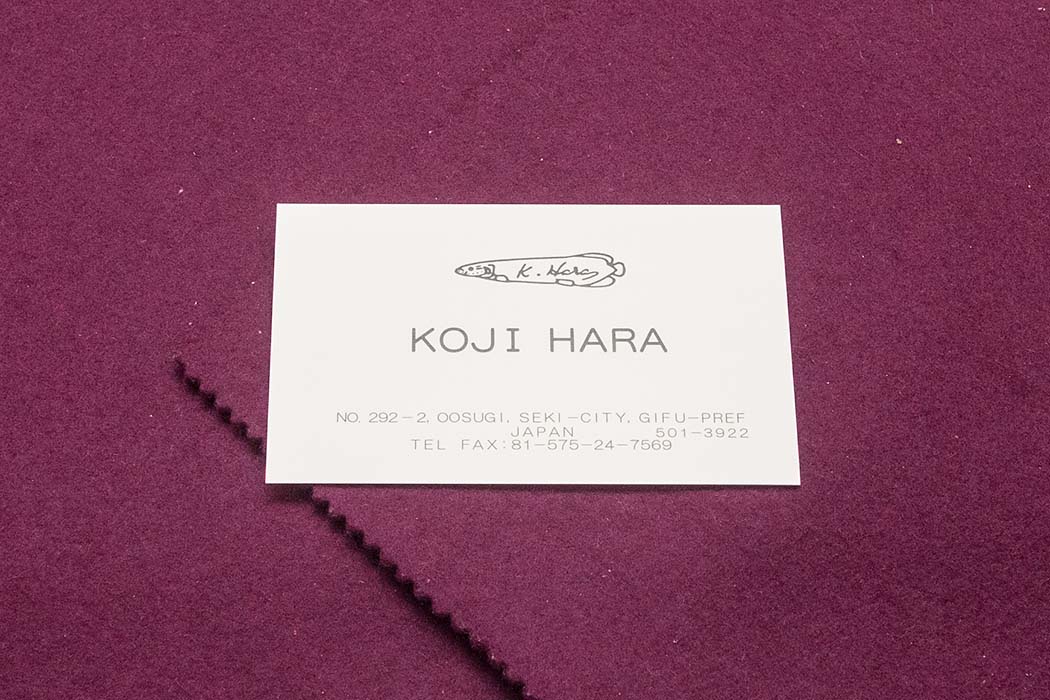 K. Hara
KOJI HARA
NO. 292-2, OOSUGI, SEKI-CITY, GIFU-PREF
JAPAN 501-3922
TEL FAX:81-575-24-7569